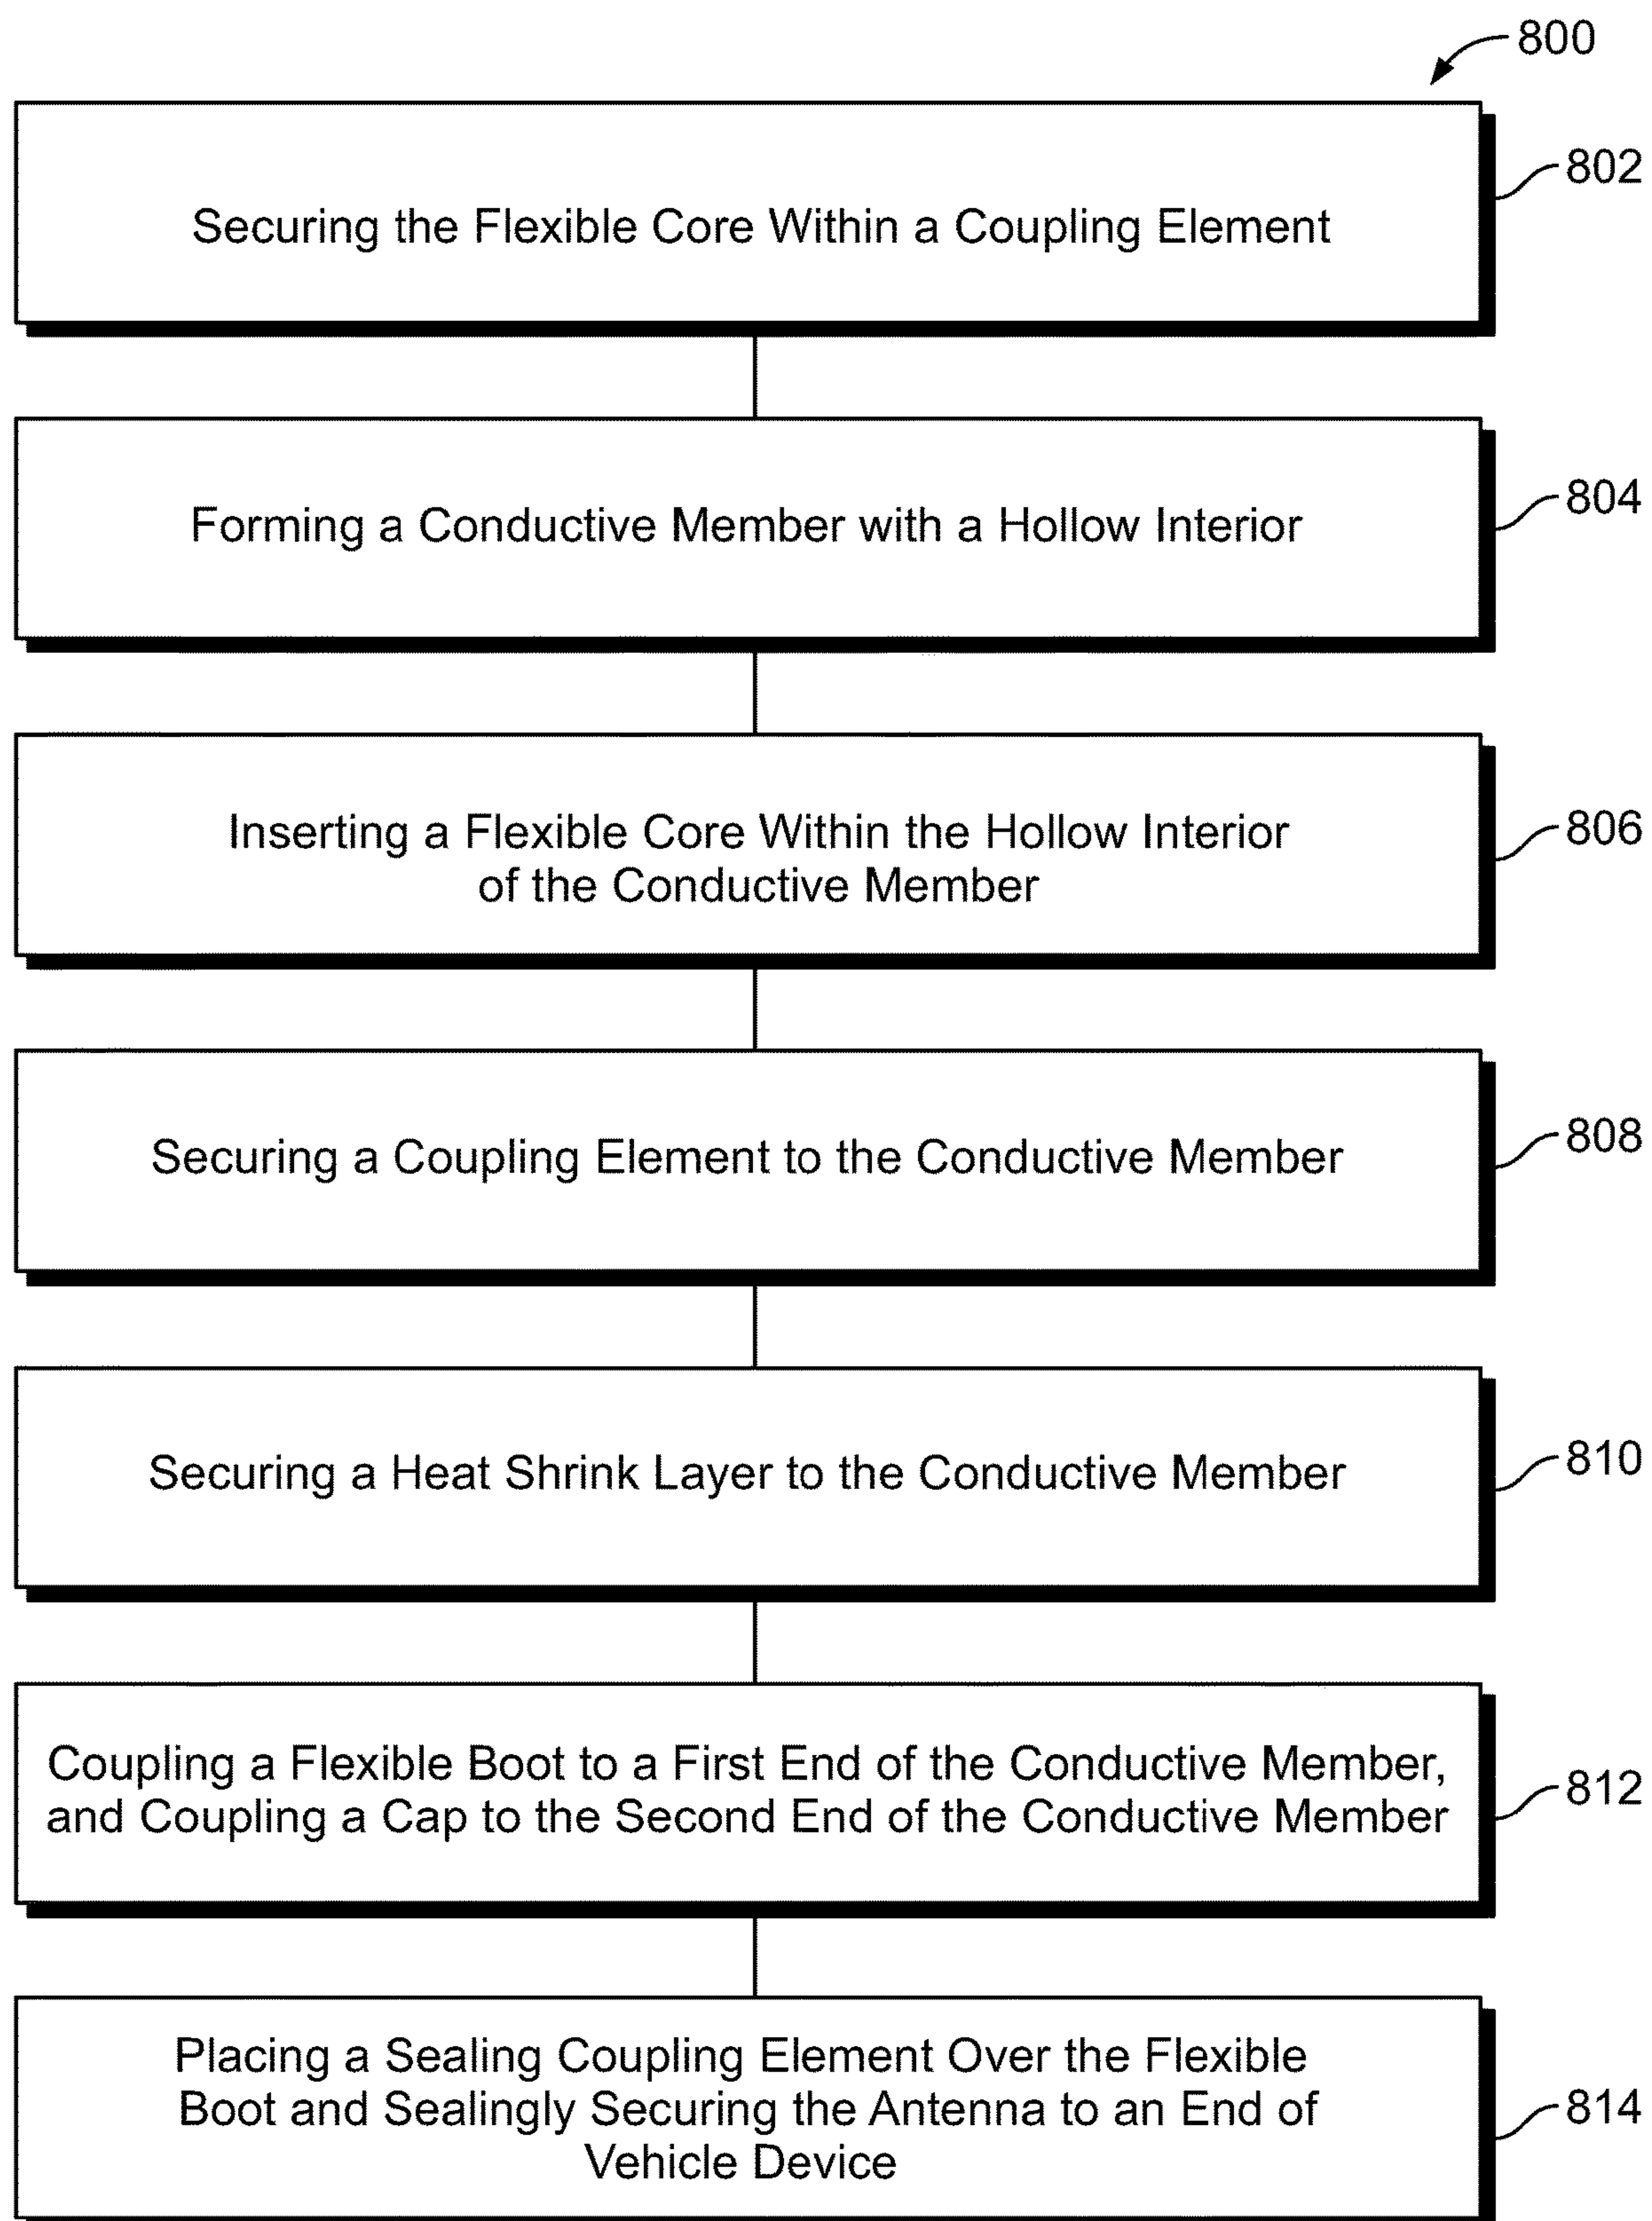 800
Securing the Flexible Core Within a Coupling Element
802
Forming a Conductive Member with a Hollow Interior
804
Inserting a Flexible Core Within the Hollow Interior
of the Conductive Member
806
Securing a Coupling Element to the Conductive Member
808
Securing a Heat Shrink Layer to the Conductive Member
810
Coupling a Flexible Boot to a First End of the Conductive Member,
and Coupling a Cap to the Second End of the Conductive Member
812
Placing a Sealing Coupling Element Over the Flexible
Boot and Sealingly Securing the Antenna to an End of
Vehicle Device
814